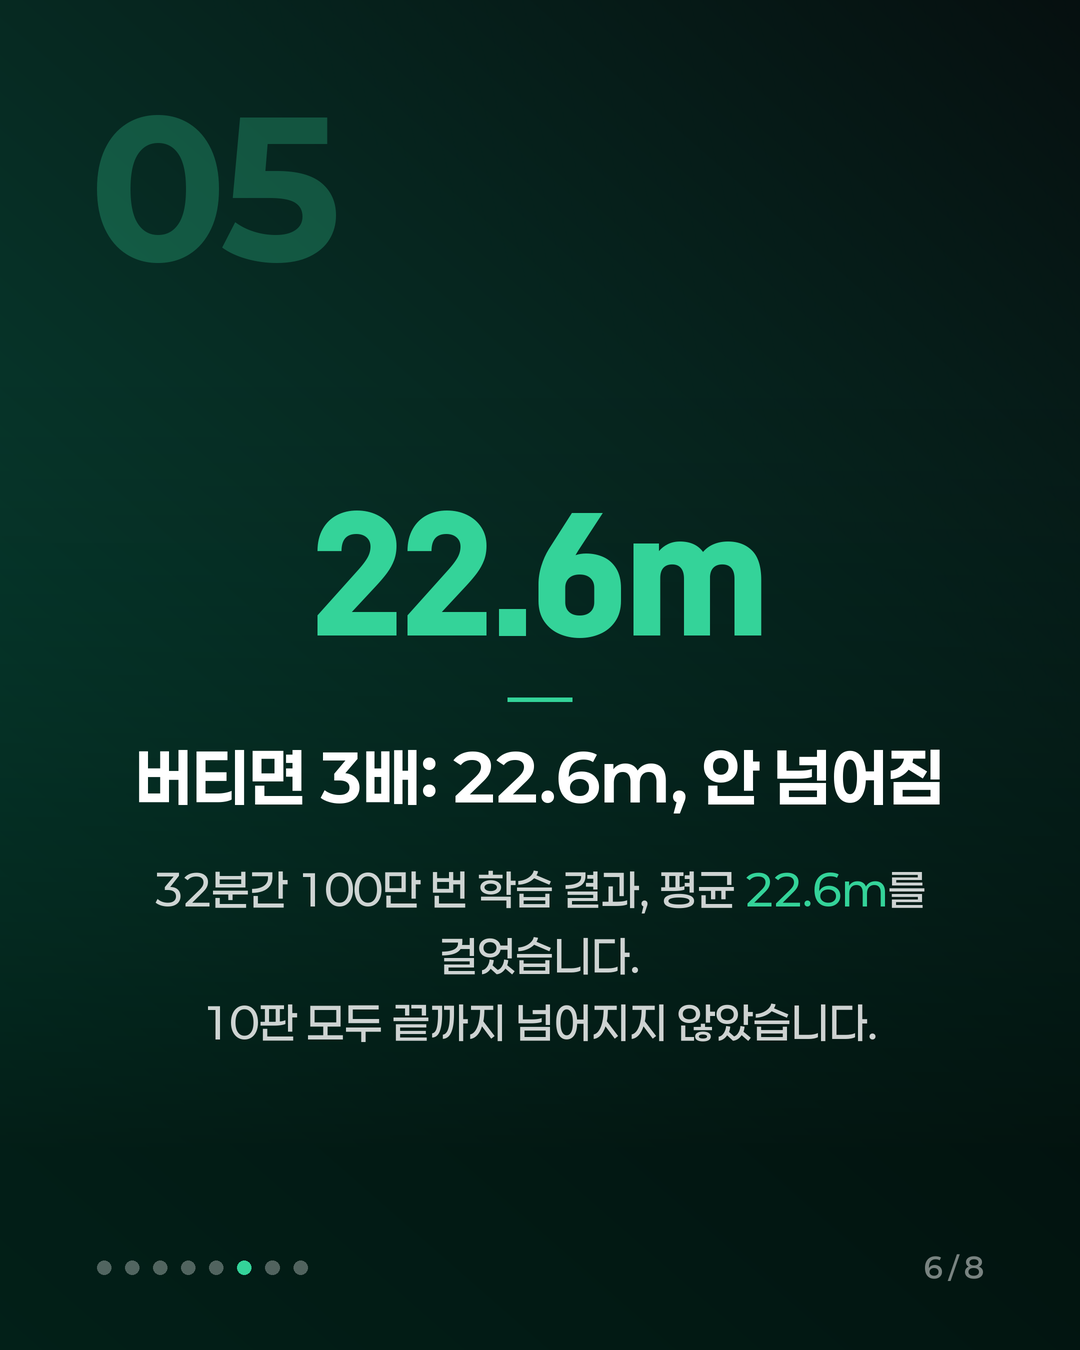 05
22.6m
버티면 3배: 22.6m, 안 넘어짐
32분간 100만 번 학습 결과, 평균 22.6m를
걸었습니다.
10판 모두 끝까지 넘어지지 않았습니다.
6/8